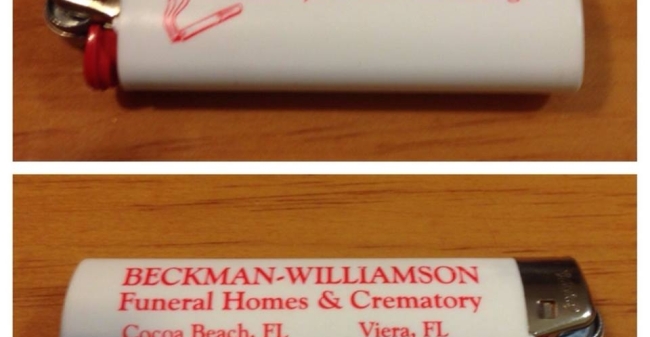 BECKMAN-WILLIAMSON
Funeral Homes & Crematory
Cocoa Beach, FL Viera, FL